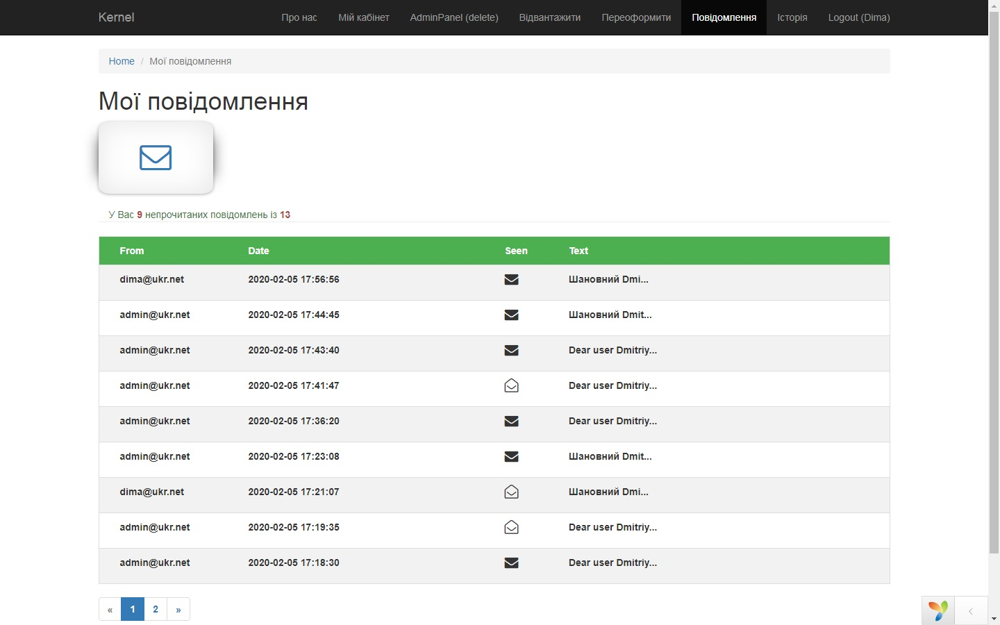 Kernel Про нас Мій кабінет AdminPanel (delete) Відвантажити Переоформити Повідомлення Історія Logout (Dima)
Home / Мої повідомлення
Мої повідомлення
У Вас 9 непрочитаних повідомлень із 13
From Date Seen Text
dima@ukr.net 2020-02-05 17:56:56 Шановний Dmi...
admin@ukr.net 2020-02-05 17:44:45 Шановний Dmit...
admin@ukr.net 2020-02-05 17:43:40 Dear user Dmitriy...
admin@ukr.net 2020-02-05 17:41:47 Dear user Dmitriy...
admin@ukr.net 2020-02-05 17:36:20 Dear user Dmitriy...
admin@ukr.net 2020-02-05 17:23:08 Шановний Dmit...
dima@ukr.net 2020-02-05 17:21:07 Шановний Dmi...
admin@ukr.net 2020-02-05 17:19:35 Dear user Dmitriy...
admin@ukr.net 2020-02-05 17:18:30 Dear user Dmitriy...
« 1 2 »